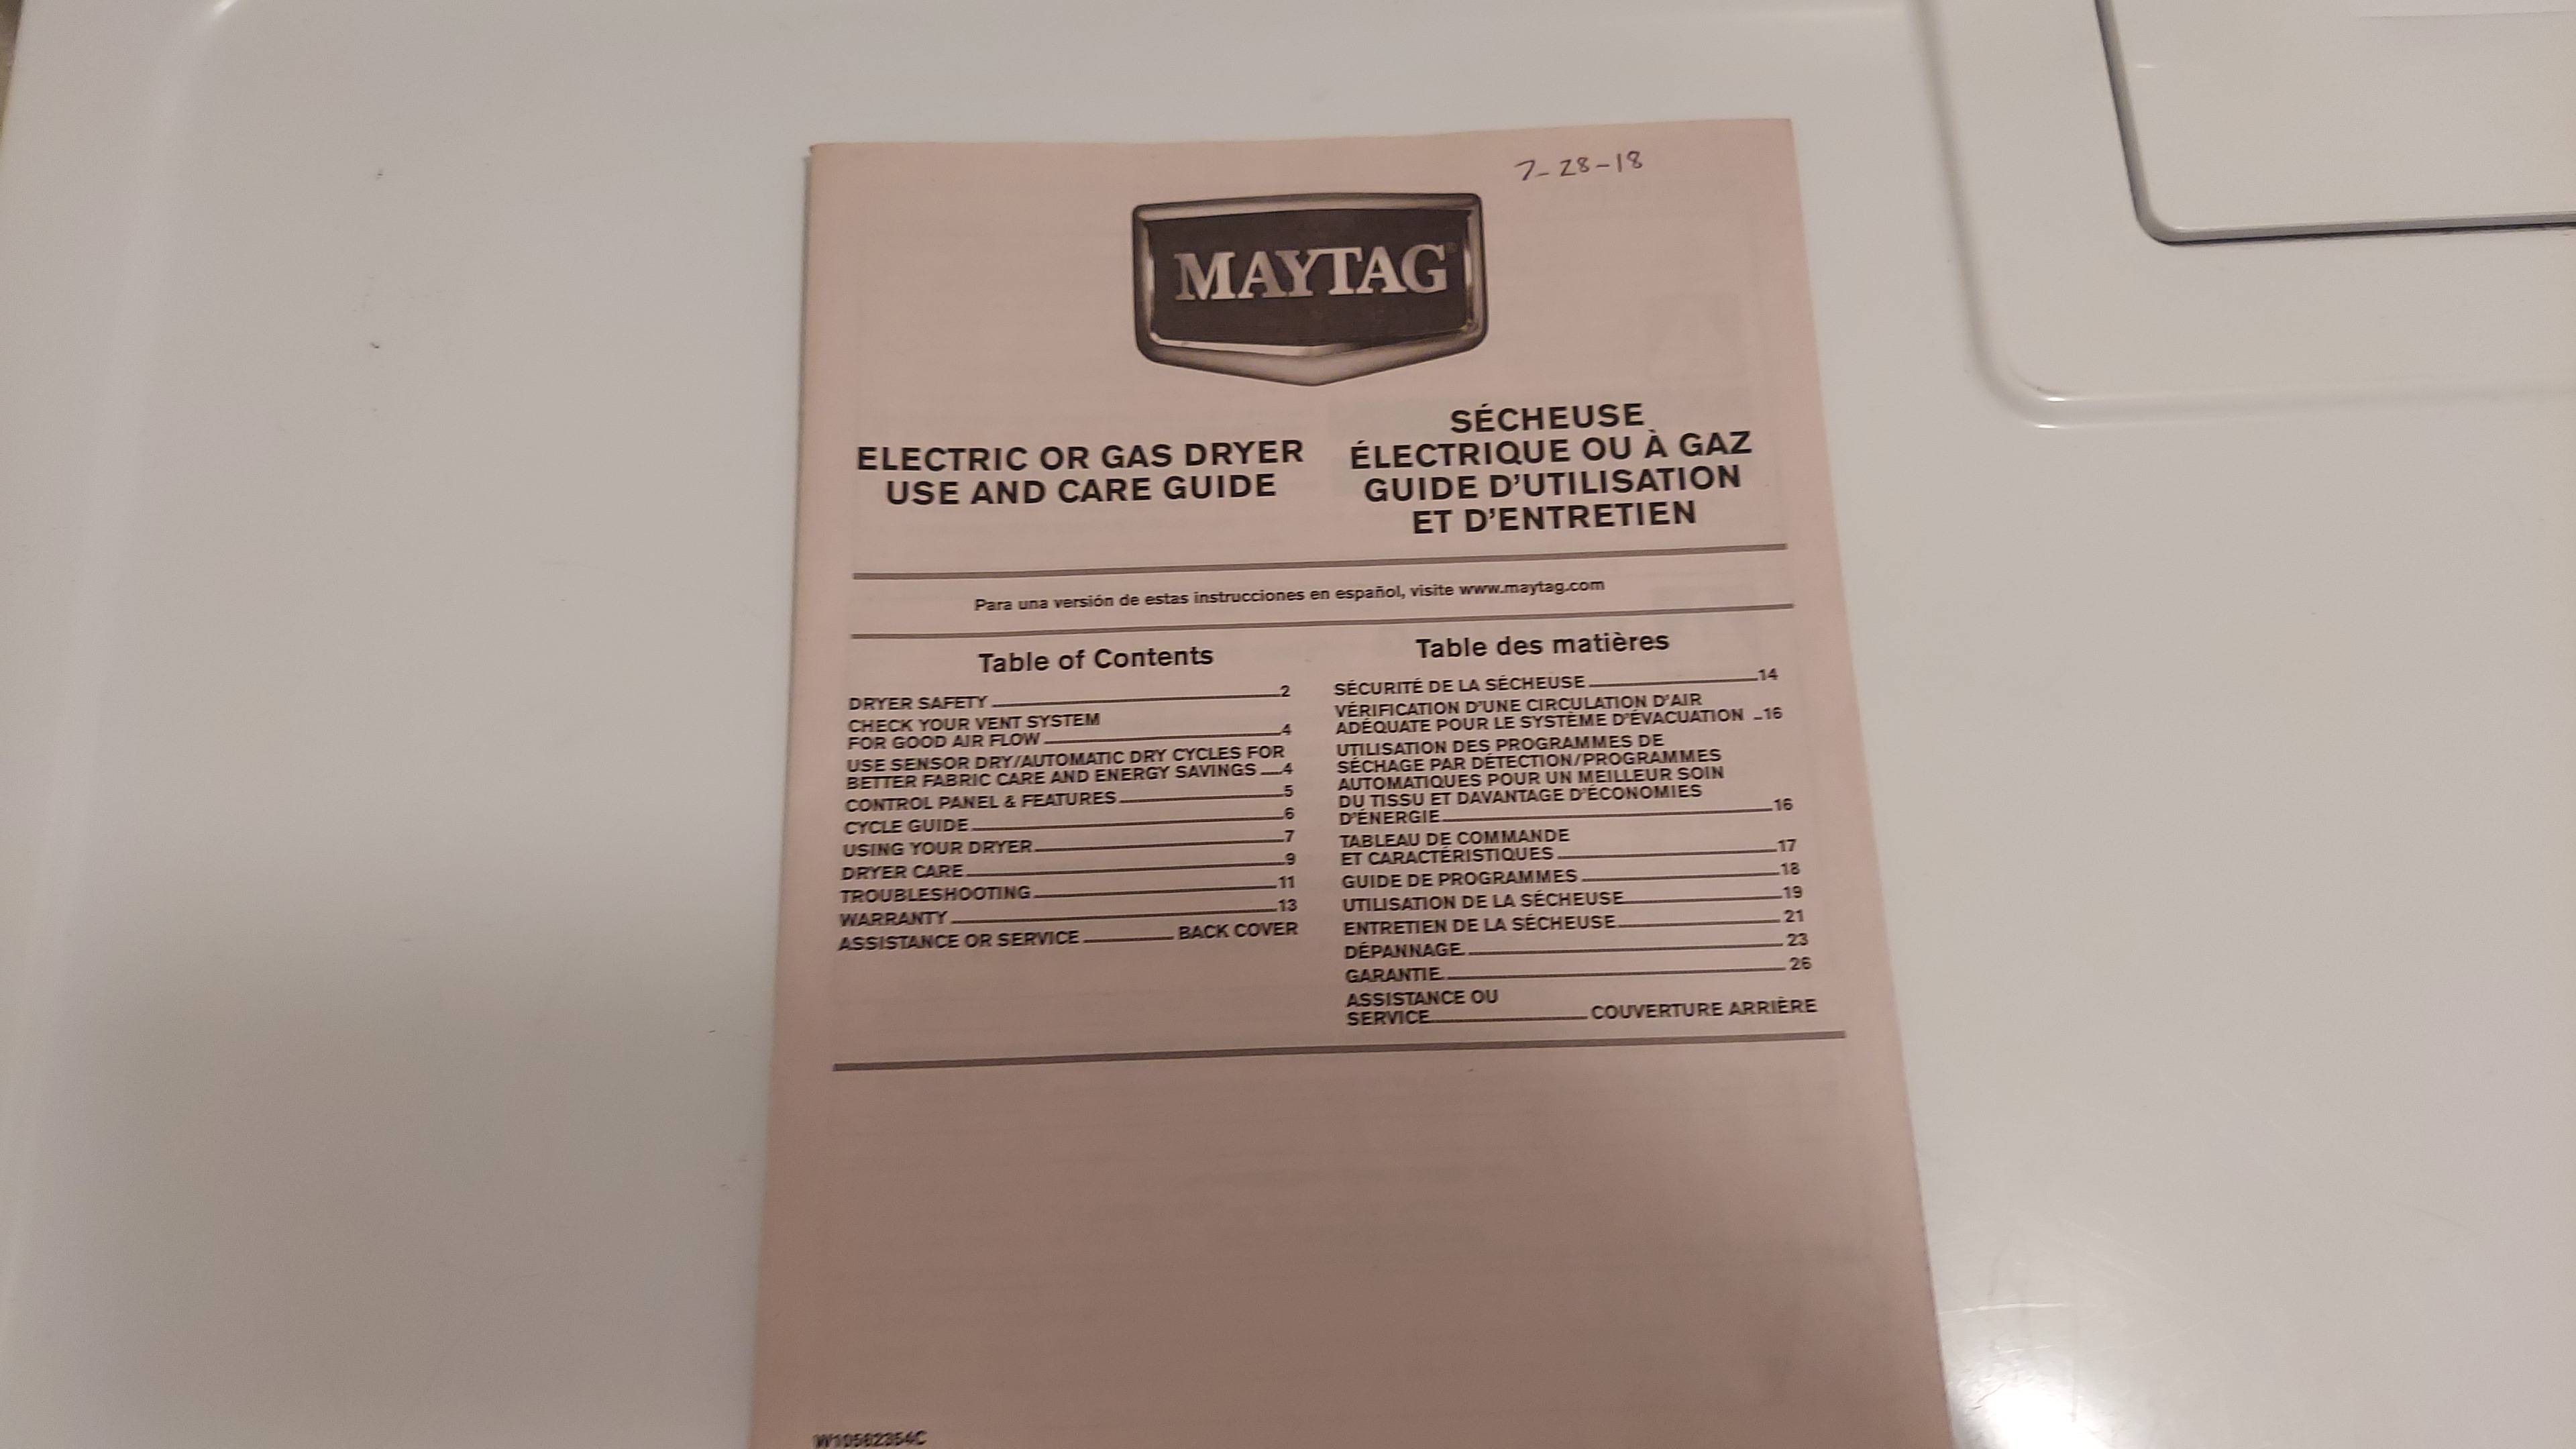 7-28-18
MAYTAG
ELECTRIC OR GAS DRYER
USE AND CARE GUIDE
SÉCHEUSE
ÉLECTRIQUE OU À GAZ
GUIDE D'UTILISATION
ET D'ENTRETIEN
Para una versión de estas instrucciones en español, visite www.maytag.com
Table of Contents
DRYER SAFETY 2
CHECK YOUR VENT SYSTEM
FOR GOOD AIR FLOW 4
USE SENSOR DRY/AUTOMATIC DRY CYCLES FOR
BETTER FABRIC CARE AND ENERGY SAVINGS 4
CONTROL PANEL & FEATURES 5
CYCLE GUIDE 6
USING YOUR DRYER 7
DRYER CARE 9
TROUBLESHOOTING 11
WARRANTY 13
ASSISTANCE OR SERVICE BACK COVER
Table des matières
SÉCURITÉ DE LA SÉCHEUSE 14
VÉRIFICATION D'UNE CIRCULATION D'AIR
ADÉQUATE POUR LE SYSTÈME D'ÉVACUATION 16
UTILISATION DES PROGRAMMES DE
SÉCHAGE PAR DÉTECTION/PROGRAMMES
AUTOMATIQUES POUR UN MEILLEUR SOIN
DU TISSU ET DAVANTAGE D'ÉCONOMIES
D'ÉNERGIE 16
TABLEAU DE COMMANDE
ET CARACTÉRISTIQUES 17
GUIDE DE PROGRAMMES 18
UTILISATION DE LA SÉCHEUSE 19
ENTRETIEN DE LA SÉCHEUSE 21
DÉPANNAGE 23
GARANTIE 26
ASSISTANCE OU
SERVICE COUVERTURE ARRIÈRE
W10562354C